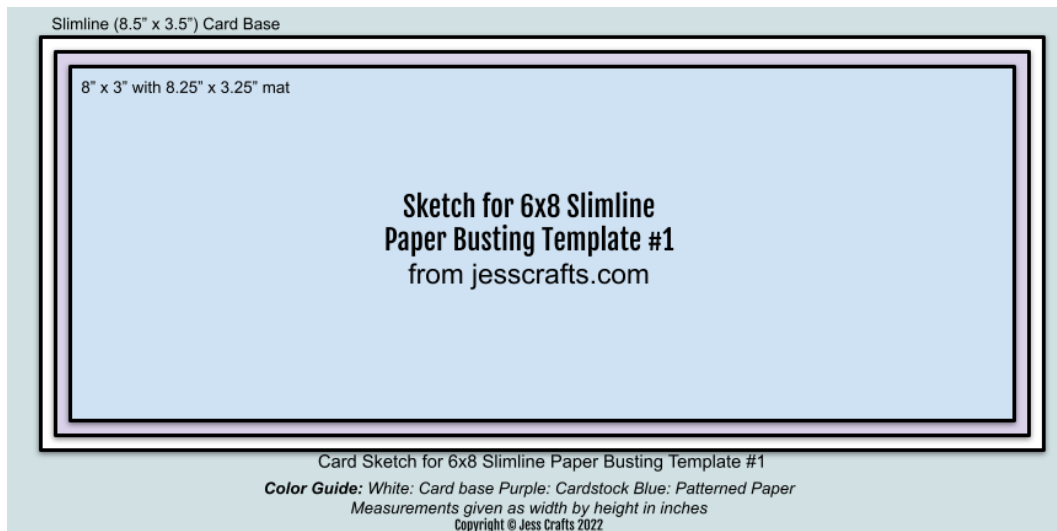 Slimline (8.5” x 3.5”) Card Base
8” x 3” with 8.25” x 3.25” mat
Sketch for 6x8 Slimline
Paper Busting Template #1
from jesscrafts.com
Card Sketch for 6x8 Slimline Paper Busting Template #1
Color Guide: White: Card base Purple: Cardstock Blue: Patterned Paper
Measurements given as width by height in inches
Copyright © Jess Crafts 2022